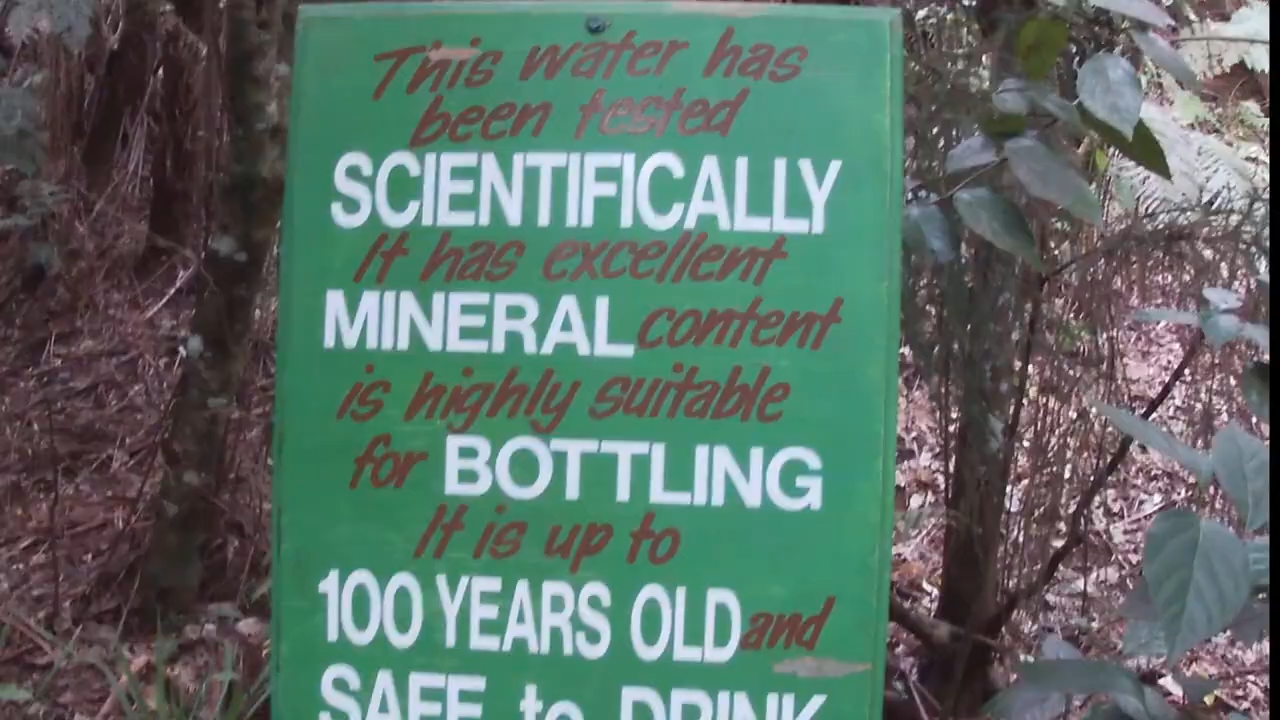 This water has
been tested
SCIENTIFICALLY
It has excellent
MINERAL content
is highly suitable
for BOTTLING
It is up to
100 YEARS OLD and
SAFE to DRINK